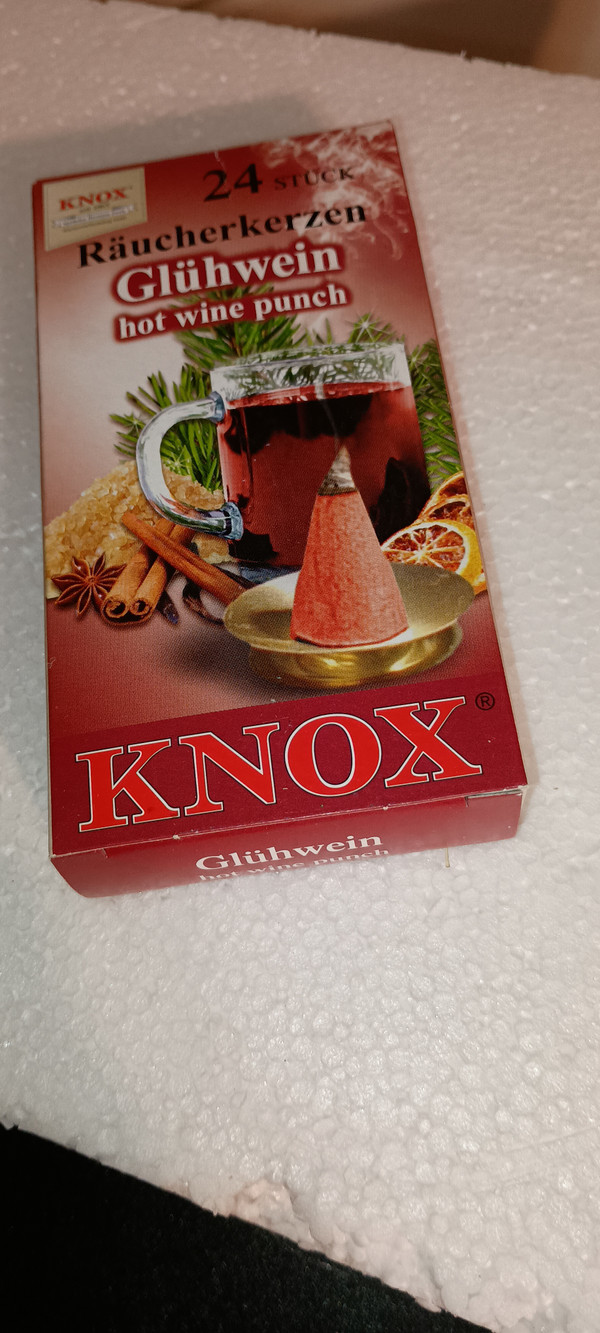 KNOX
24 STÜCK
Räucherkerzen
Glühwein
hot wine punch
KNOX®
Glühwein
hot wine punch